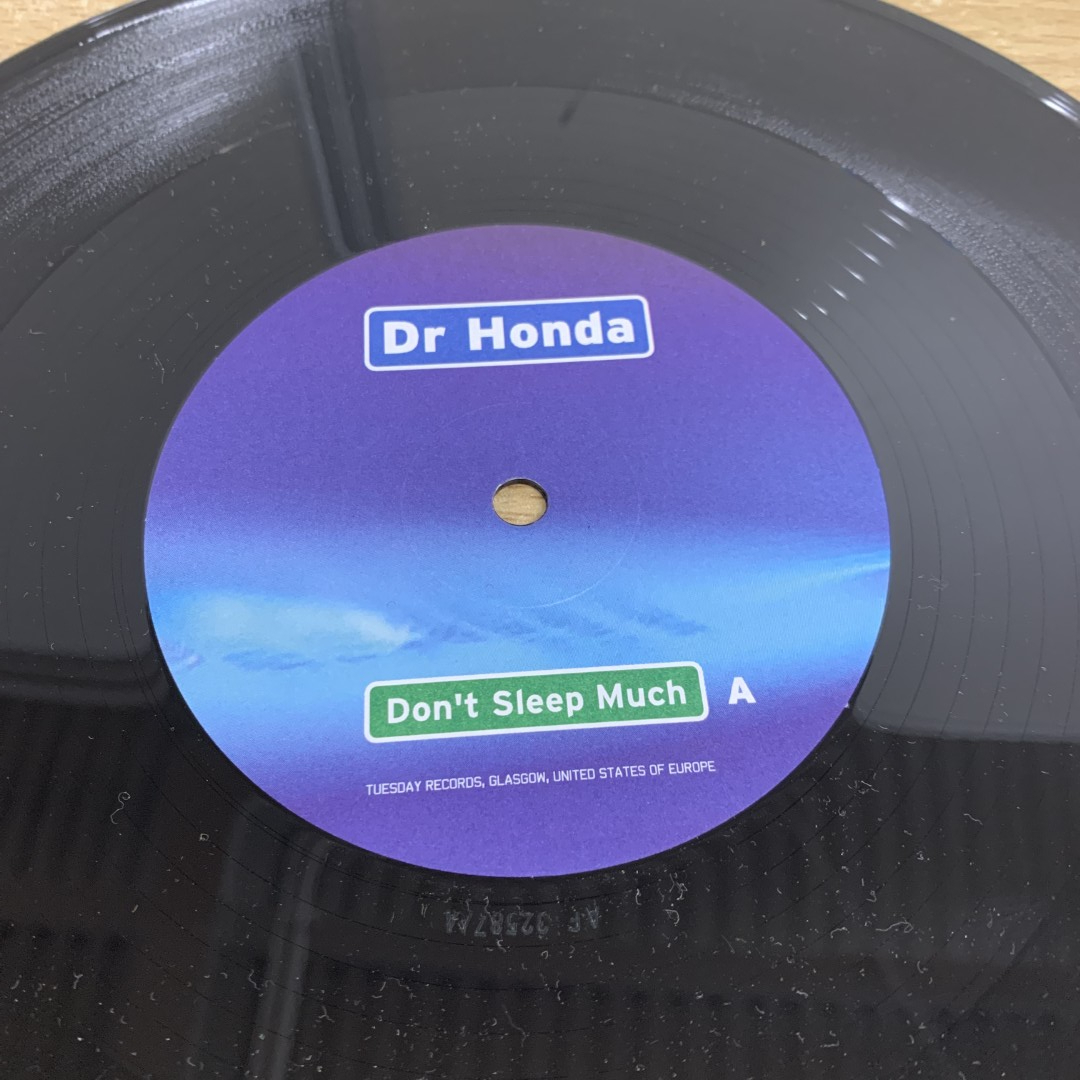 Dr Honda
Don't Sleep Much A
TUESDAY RECORDS, GLASGOW, UNITED STATES OF EUROPE